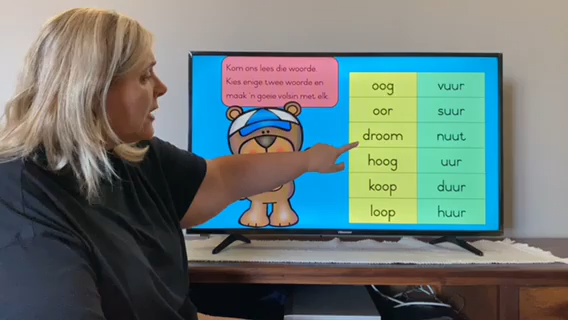 Kom ons lees die woorde.
Kies enige twee woorde en
maak 'n goeie volsin met elk.
oog vuur
oor suur
droom nuut
hoog uur
koop duur
loop huur
Hisense